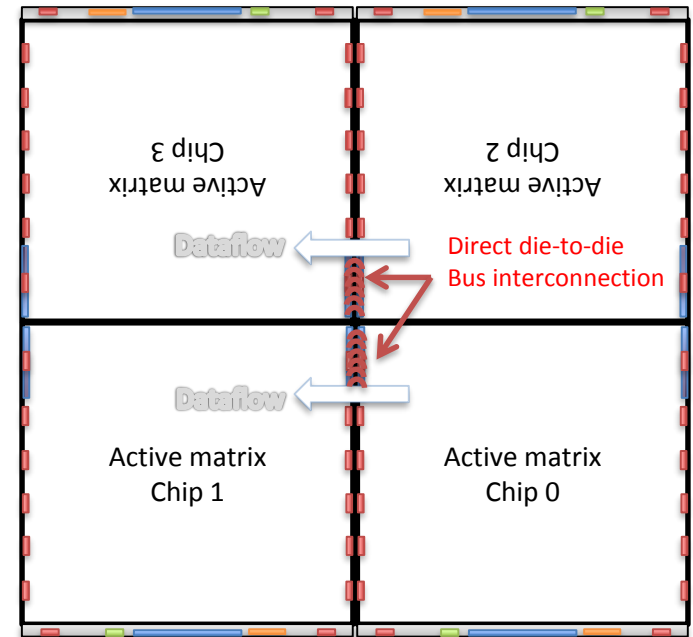 Active matrix
Chip 3
Active matrix
Chip 2
Dataflow
Direct die-to-die
Bus interconnection
Dataflow
Active matrix
Chip 1
Active matrix
Chip 0